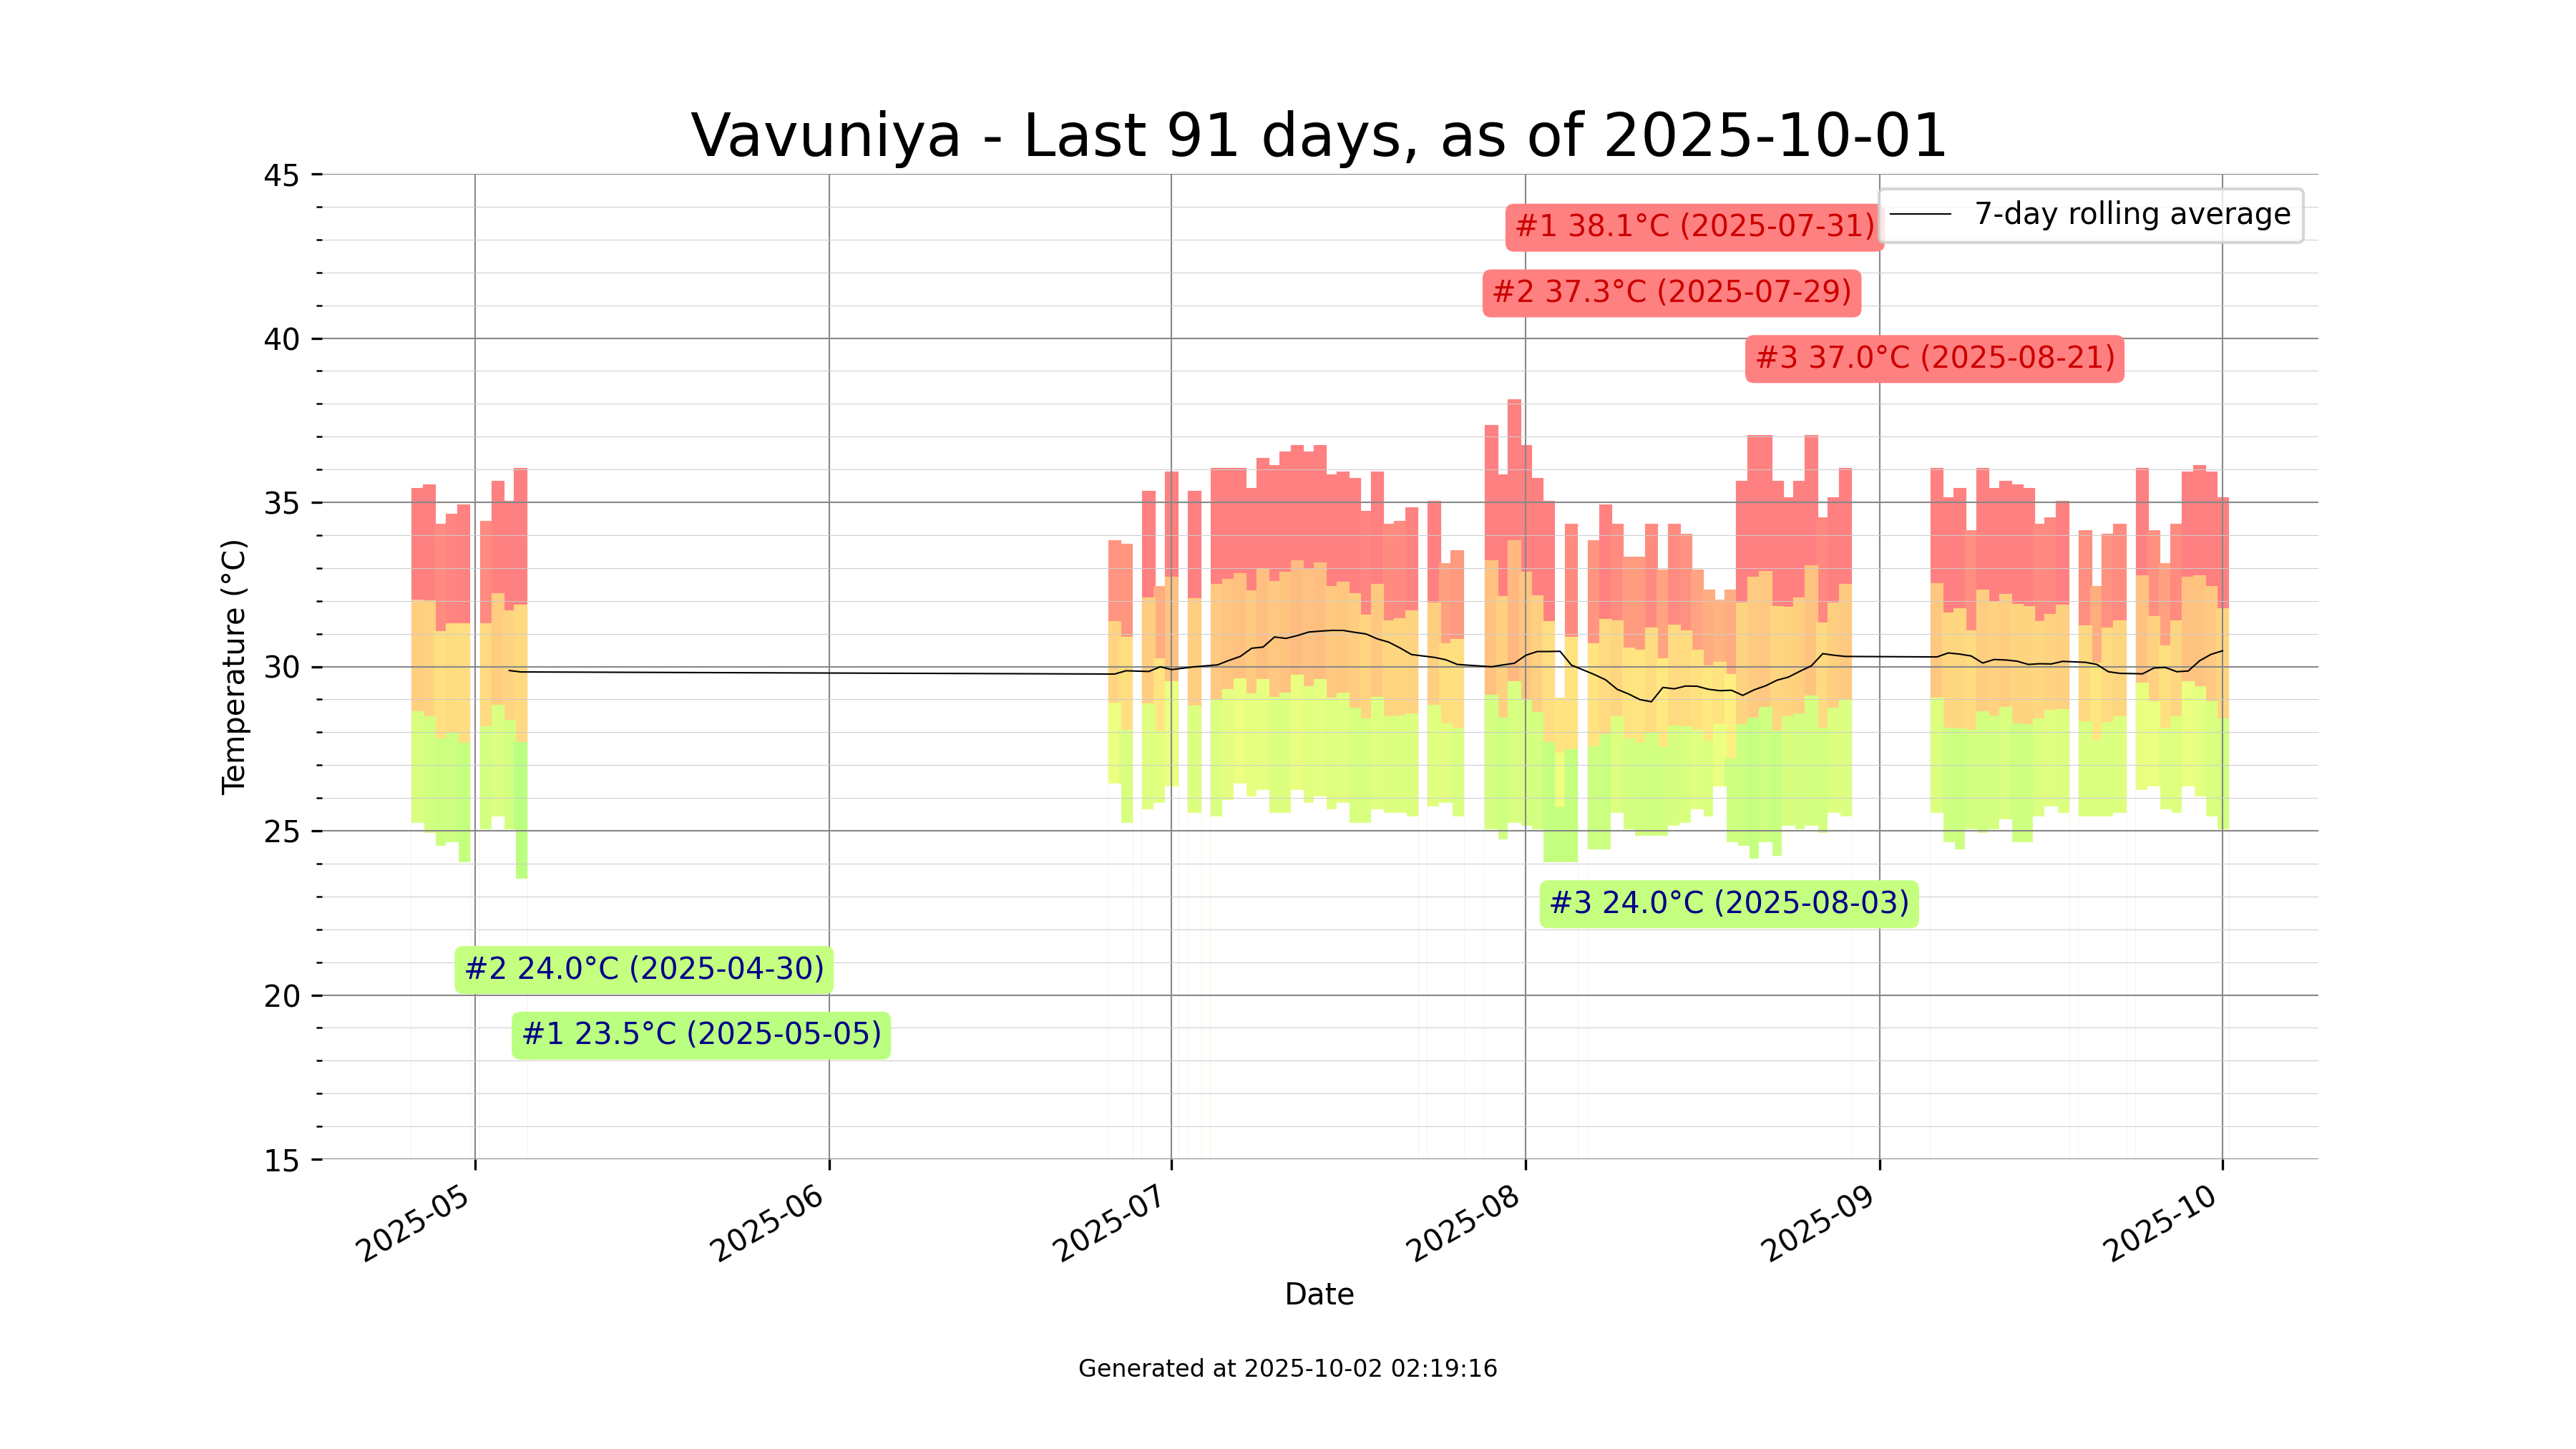 Vavuniya - Last 91 days, as of 2025-10-01
45
40
35
30
25
20
15
Temperature (°C)
7-day rolling average
#1 38.1°C (2025-07-31)
#2 37.3°C (2025-07-29)
#3 37.0°C (2025-08-21)
#3 24.0°C (2025-08-03)
#2 24.0°C (2025-04-30)
#1 23.5°C (2025-05-05)
2025-05
2025-06
2025-07
2025-08
2025-09
2025-10
Date
Generated at 2025-10-02 02:19:16